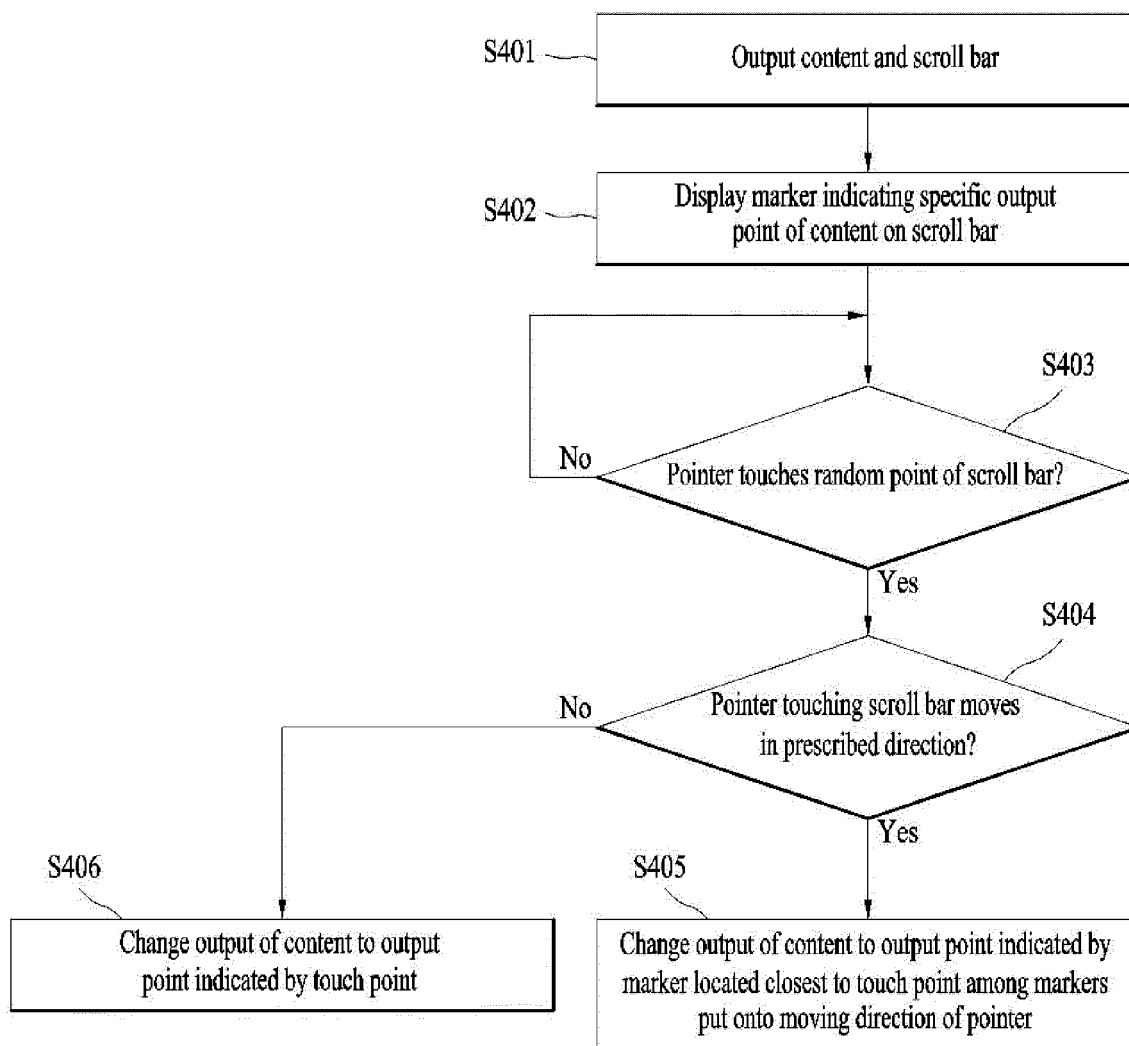 S401
Output content and scroll bar
S402
Display marker indicating specific output
point of content on scroll bar
S403
No
Pointer touches random point of scroll bar?
Yes
S404
No
Pointer touching scroll bar moves
in prescribed direction?
Yes
S406
Change output of content to output
point indicated by touch point
S405
Change output of content to output point indicated by
marker located closest to touch point among markers
put onto moving direction of pointer